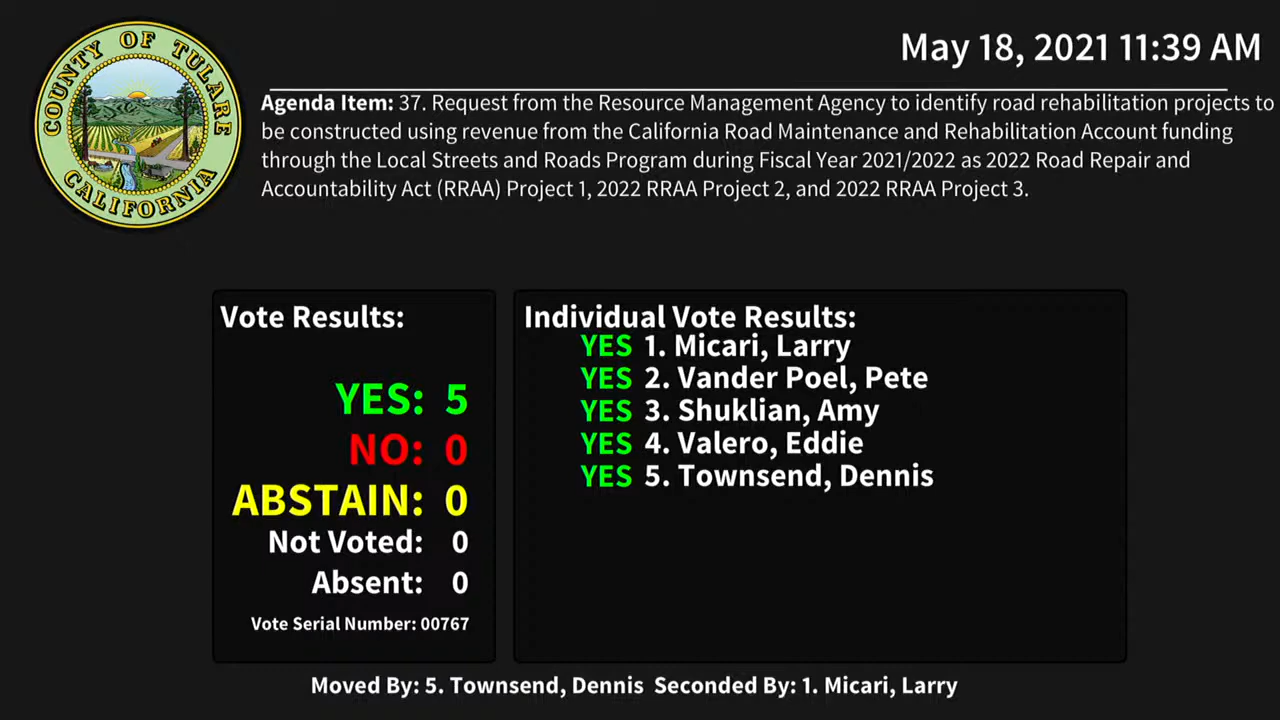 COUNTY OF TULARE
CALIFORNIA
May 18, 2021 11:39 AM
Agenda Item: 37. Request from the Resource Management Agency to identify road rehabilitation projects to
be constructed using revenue from the California Road Maintenance and Rehabilitation Account funding
through the Local Streets and Roads Program during Fiscal Year 2021/2022 as 2022 Road Repair and
Accountability Act (RRAA) Project 1, 2022 RRAA Project 2, and 2022 RRAA Project 3.
Vote Results:
YES: 5
NO: 0
ABSTAIN: 0
Not Voted: 0
Absent: 0
Vote Serial Number: 00767
Individual Vote Results:
YES 1. Micari, Larry
YES 2. Vander Poel, Pete
YES 3. Shuklian, Amy
YES 4. Valero, Eddie
YES 5. Townsend, Dennis
Moved By: 5. Townsend, Dennis Seconded By: 1. Micari, Larry